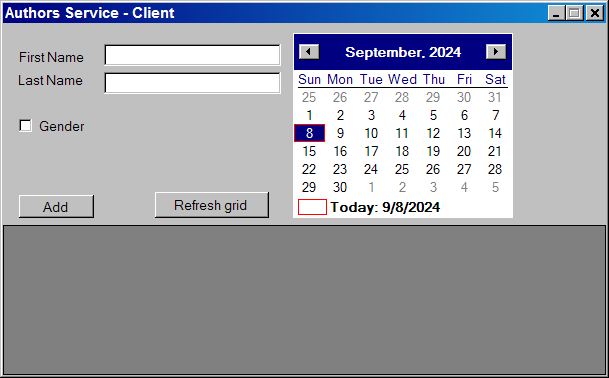 Authors Service - Client
First Name
Last Name
Gender
Add
Refresh grid
September, 2024
Sun Mon Tue Wed Thu Fri Sat
25 26 27 28 29 30 31
1 2 3 4 5 6 7
8 9 10 11 12 13 14
15 16 17 18 19 20 21
22 23 24 25 26 27 28
29 30 1 2 3 4 5
Today: 9/8/2024